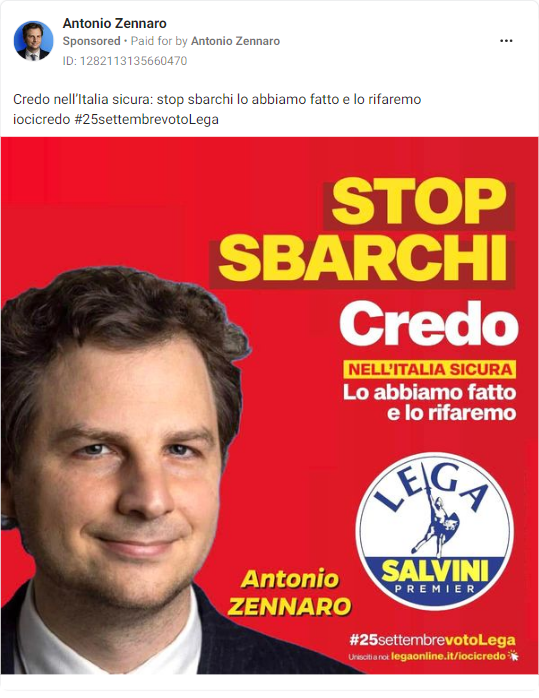 Antonio Zennaro
Sponsored • Paid for by Antonio Zennaro
ID: 1282113135660470
Credo nell'Italia sicura: stop sbarchi lo abbiamo fatto e lo rifaremo
iocicredo #25settembrevotoLega
STOP
SBARCHI
Credo
NELL'ITALIA SICURA
Lo abbiamo fatto
e lo rifaremo
LEGA
SALVINI
PREMIER
Antonio
ZENNARO
#25settembrevotoLega
Unisciti a noi: legaonline.it/iocicredo